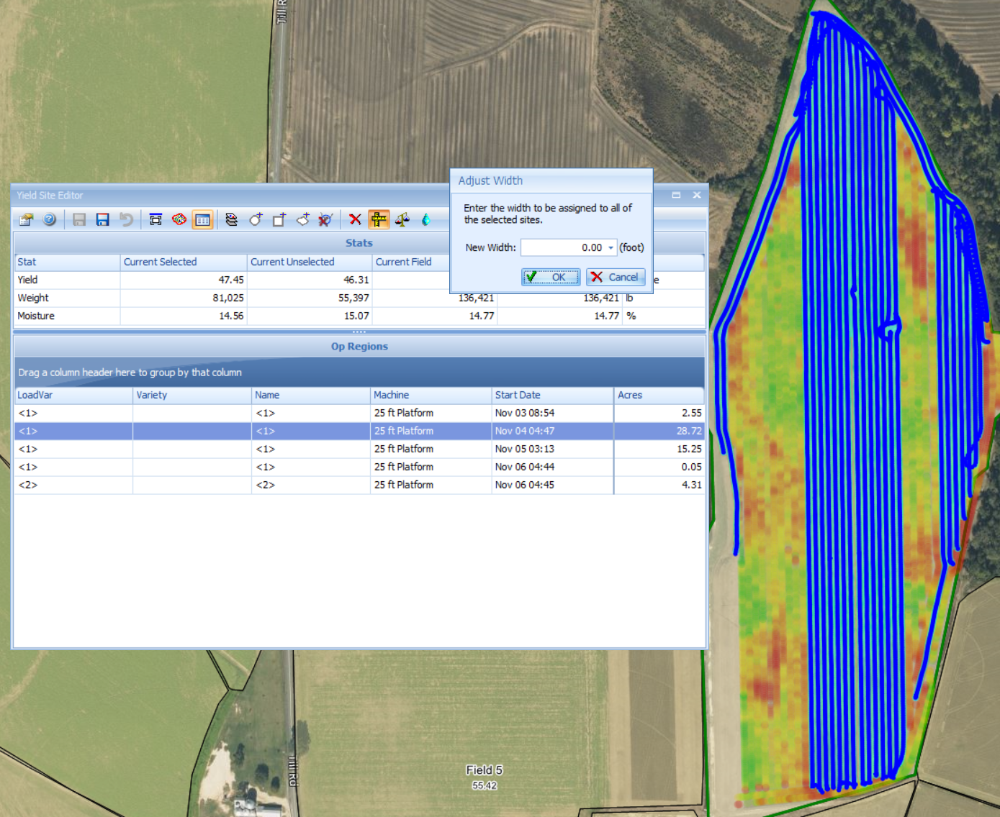 Till R
Yield Site Editor
Adjust Width
Enter the width to be assigned to all of
the selected sites.
New Width: 0.00 (foot)
OK Cancel
Stats
Stat Current Selected Current Unselected Current Field
Yield 47.45 46.31 e
Weight 81,025 55,397 136,421 136,421 lb
Moisture 14.56 15.07 14.77 14.77 %
Op Regions
Drag a column header here to group by that column
LoadVar Variety Name Machine Start Date Acres
<1> <1> 25 ft Platform Nov 03 08:54 2.55
<1> <1> 25 ft Platform Nov 04 04:47 28.72
<1> <1> 25 ft Platform Nov 05 03:13 15.25
<1> <1> 25 ft Platform Nov 06 04:44 0.05
<2> <2> 25 ft Platform Nov 06 04:45 4.31
Till Rd
Field 5
55.42